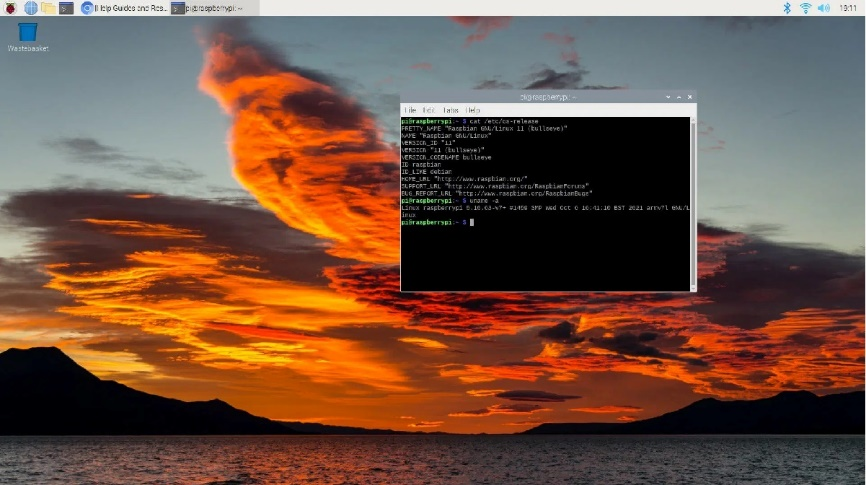 Help Guides and Res...
pi@raspberrypi: ~
19:11
Wastebasket
pi@raspberrypi: ~
File Edit Tabs Help
pi@raspberrypi:~ $ cat /etc/os-release
PRETTY_NAME="Raspbian GNU/Linux 11 (bullseye)"
NAME="Raspbian GNU/Linux"
VERSION_ID="11"
VERSION="11 (bullseye)"
VERSION_CODENAME=bullseye
ID=raspbian
ID_LIKE=debian
HOME_URL="http://www.raspbian.org/"
SUPPORT_URL="http://www.raspbian.org/RaspbianForums"
BUG_REPORT_URL="http://www.raspbian.org/RaspbianBugs"
pi@raspberrypi:~ $ uname -a
Linux raspberrypi 5.10.63-v7+ #1459 SMP Wed Oct 6 16:41:10 BST 2021 armv7l GNU/L
inux
pi@raspberrypi:~ $